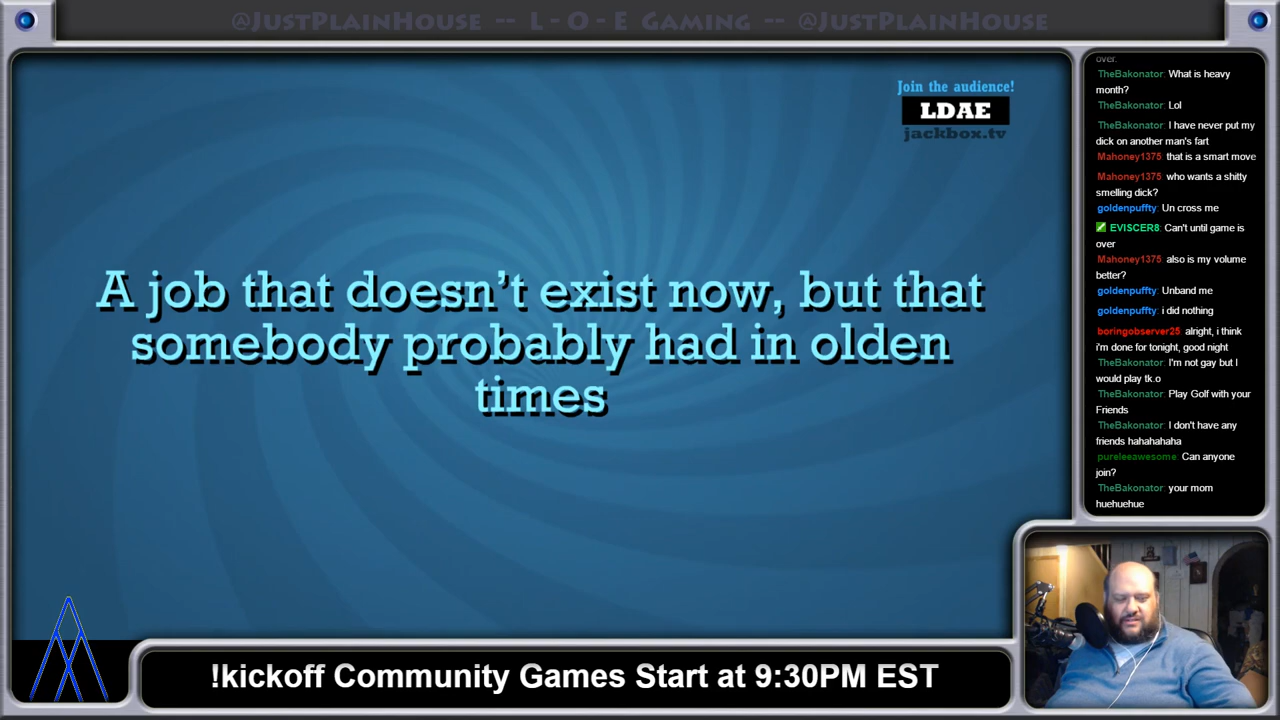 @JustPlainHouse -- L-O-E Gaming -- @JustPlainHouse
Join the audience!
LDAE
jackbox.tv
A job that doesn't exist now, but that
somebody probably had in olden
times
over.
TheBakonator: What is heavy
month?
TheBakonator: Lol
TheBakonator: I have never put my
dick on another man's fart
Mahoney1375 that is a smart move
Mahoney1375 who wants a shitty
smelling dick?
goldenpuffty: Un cross me
EVISCER8: Can't until game is
over
Mahoney1375 also is my volume
better?
goldenpuffty: Unband me
goldenpuffty: i did nothing
boringobserver25 alright, i think
i'm done for tonight, good night
TheBakonator: I'm not gay but I
would play tk.o
TheBakonator: Play Golf with your
Friends
TheBakonator: I don't have any
friends hahahahaha
pureleeawesome: Can anyone
join?
TheBakonator: your mom
huehuehue
!kickoff Community Games Start at 9:30PM EST